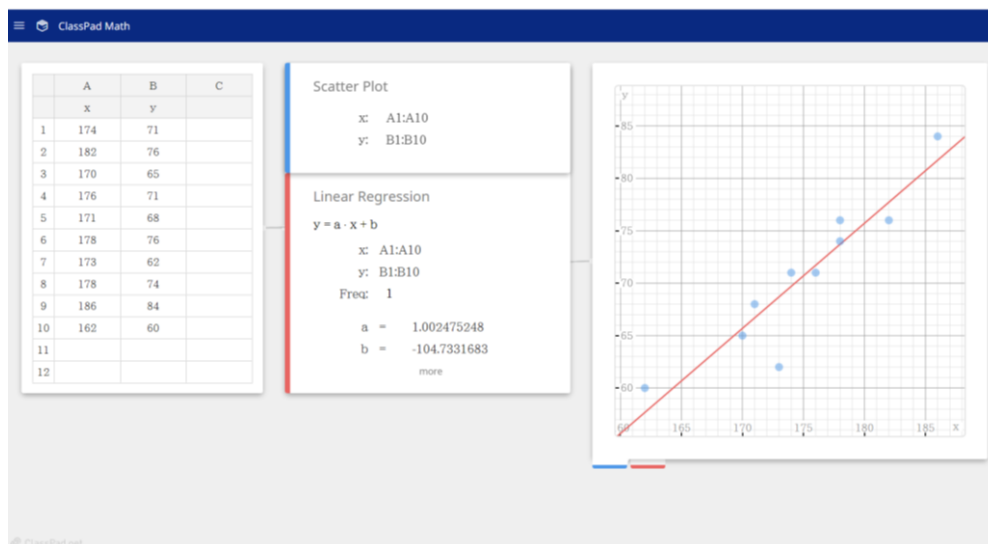 ClassPad Math
A B C
x y
1 174 71
2 182 76
3 170 65
4 176 71
5 171 68
6 178 76
7 173 62
8 178 74
9 186 84
10 162 60
11
12
Scatter Plot
x: A1:A10
y: B1:B10
Linear Regression
y = a · x + b
x: A1:A10
y: B1:B10
Freq: 1
a = 1.002475248
b = -104.7331683
more
y
85
80
75
70
65
60
165 170 175 180 185 x
ClassPad.net